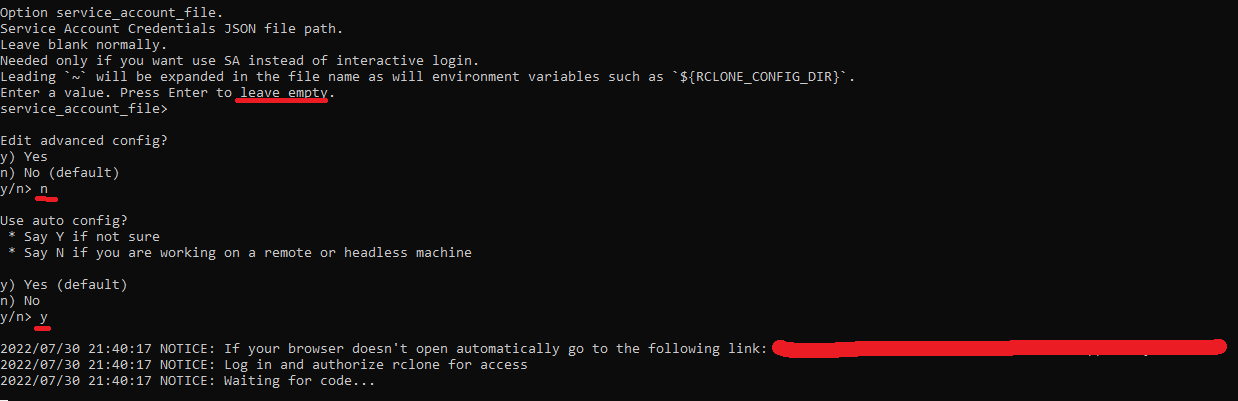 Option service_account_file.
Service Account Credentials JSON file path.
Leave blank normally.
Needed only if you want use SA instead of interactive login.
Leading `~` will be expanded in the file name as will environment variables such as `${RCLONE_CONFIG_DIR}`.
Enter a value. Press Enter to leave empty.
service_account_file>
Edit advanced config?
y) Yes
n) No (default)
y/n> n
Use auto config?
* Say Y if not sure
* Say N if you are working on a remote or headless machine
y) Yes (default)
n) No
y/n> y
2022/07/30 21:40:17 NOTICE: If your browser doesn't open automatically go to the following link:
2022/07/30 21:40:17 NOTICE: Log in and authorize rclone for access
2022/07/30 21:40:17 NOTICE: Waiting for code...